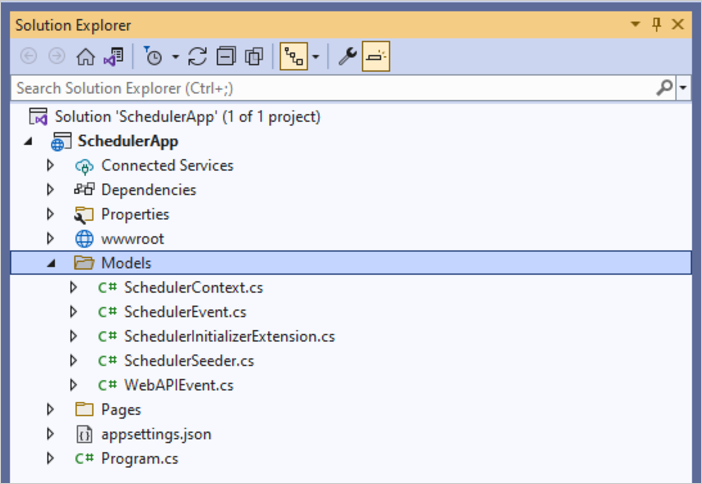 Solution Explorer
Search Solution Explorer (Ctrl+;)
Solution 'SchedulerApp' (1 of 1 project)
SchedulerApp
Connected Services
Dependencies
Properties
wwwroot
Models
C# SchedulerContext.cs
C# SchedulerEvent.cs
C# SchedulerInitializerExtension.cs
C# SchedulerSeeder.cs
C# WebAPIEvent.cs
Pages
appsettings.json
C# Program.cs